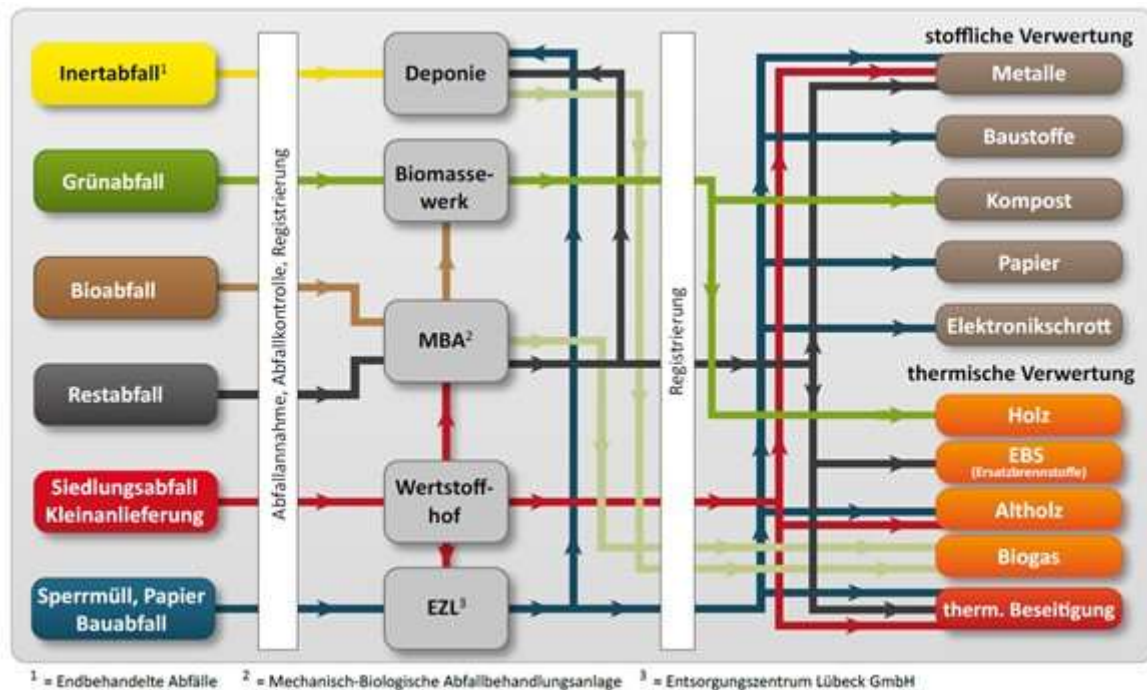 Inertabfall¹
Grünabfall
Bioabfall
Restabfall
Siedlungsabfall
Kleinanlieferung
Sperrmüll, Papier
Bauabfall
Abfallannahme, Abfallkontrolle, Registrierung
Deponie
Biomasse-
werk
MBA²
Wertstoff-
hof
EZL³
Registrierung
stoffliche Verwertung
Metalle
Baustoffe
Kompost
Papier
Elektronikschrott
thermische Verwertung
Holz
EBS
(Ersatzbrennstoffe)
Altholz
Biogas
therm. Beseitigung
¹ = Endbehandelte Abfälle ² = Mechanisch-Biologische Abfallbehandlungsanlage ³ = Entsorgungszentrum Lübeck GmbH